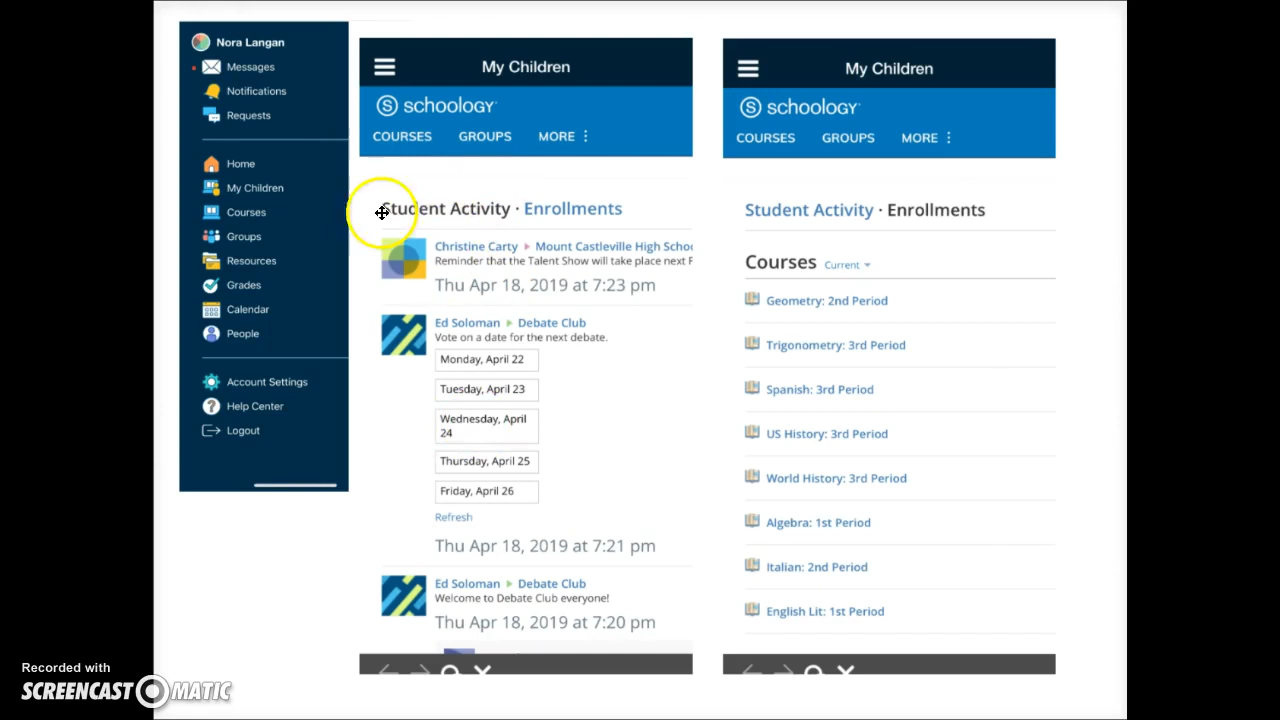 Nora Langan
Messages
Notifications
Requests
Home
My Children
Courses
Groups
Resources
Grades
Calendar
People
Account Settings
Help Center
Logout
My Children
schoology
COURSES GROUPS MORE
Student Activity · Enrollments
Christine Carty Mount Castleville High Schoo
Reminder that the Talent Show will take place next F
Thu Apr 18, 2019 at 7:23 pm
Ed Soloman Debate Club
Vote on a date for the next debate.
Monday, April 22
Tuesday, April 23
Wednesday, April
24
Thursday, April 25
Friday, April 26
Refresh
Thu Apr 18, 2019 at 7:21 pm
Ed Soloman Debate Club
Welcome to Debate Club everyone!
Thu Apr 18, 2019 at 7:20 pm
My Children
schoology
COURSES GROUPS MORE
Student Activity · Enrollments
Courses Current
Geometry: 2nd Period
Trigonometry: 3rd Period
Spanish: 3rd Period
US History: 3rd Period
World History: 3rd Period
Algebra: 1st Period
Italian: 2nd Period
English Lit: 1st Period
Recorded with
SCREENCAST-O-MATIC